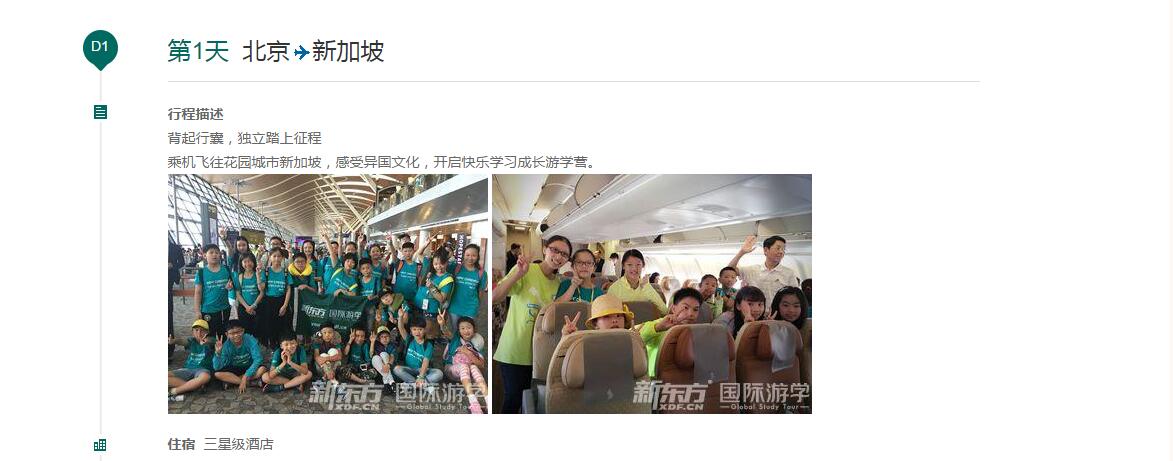 D1
第1天 北京 新加坡
行程描述
背起行囊，独立踏上征程
乘机飞往花园城市新加坡，感受异国文化，开启快乐学习成长游学营。
新东方 国际游学
新东方 国际游学
XDF.CN Global Study Tour
新东方 国际游学
XDF.CN Global Study Tour
住宿 三星级酒店